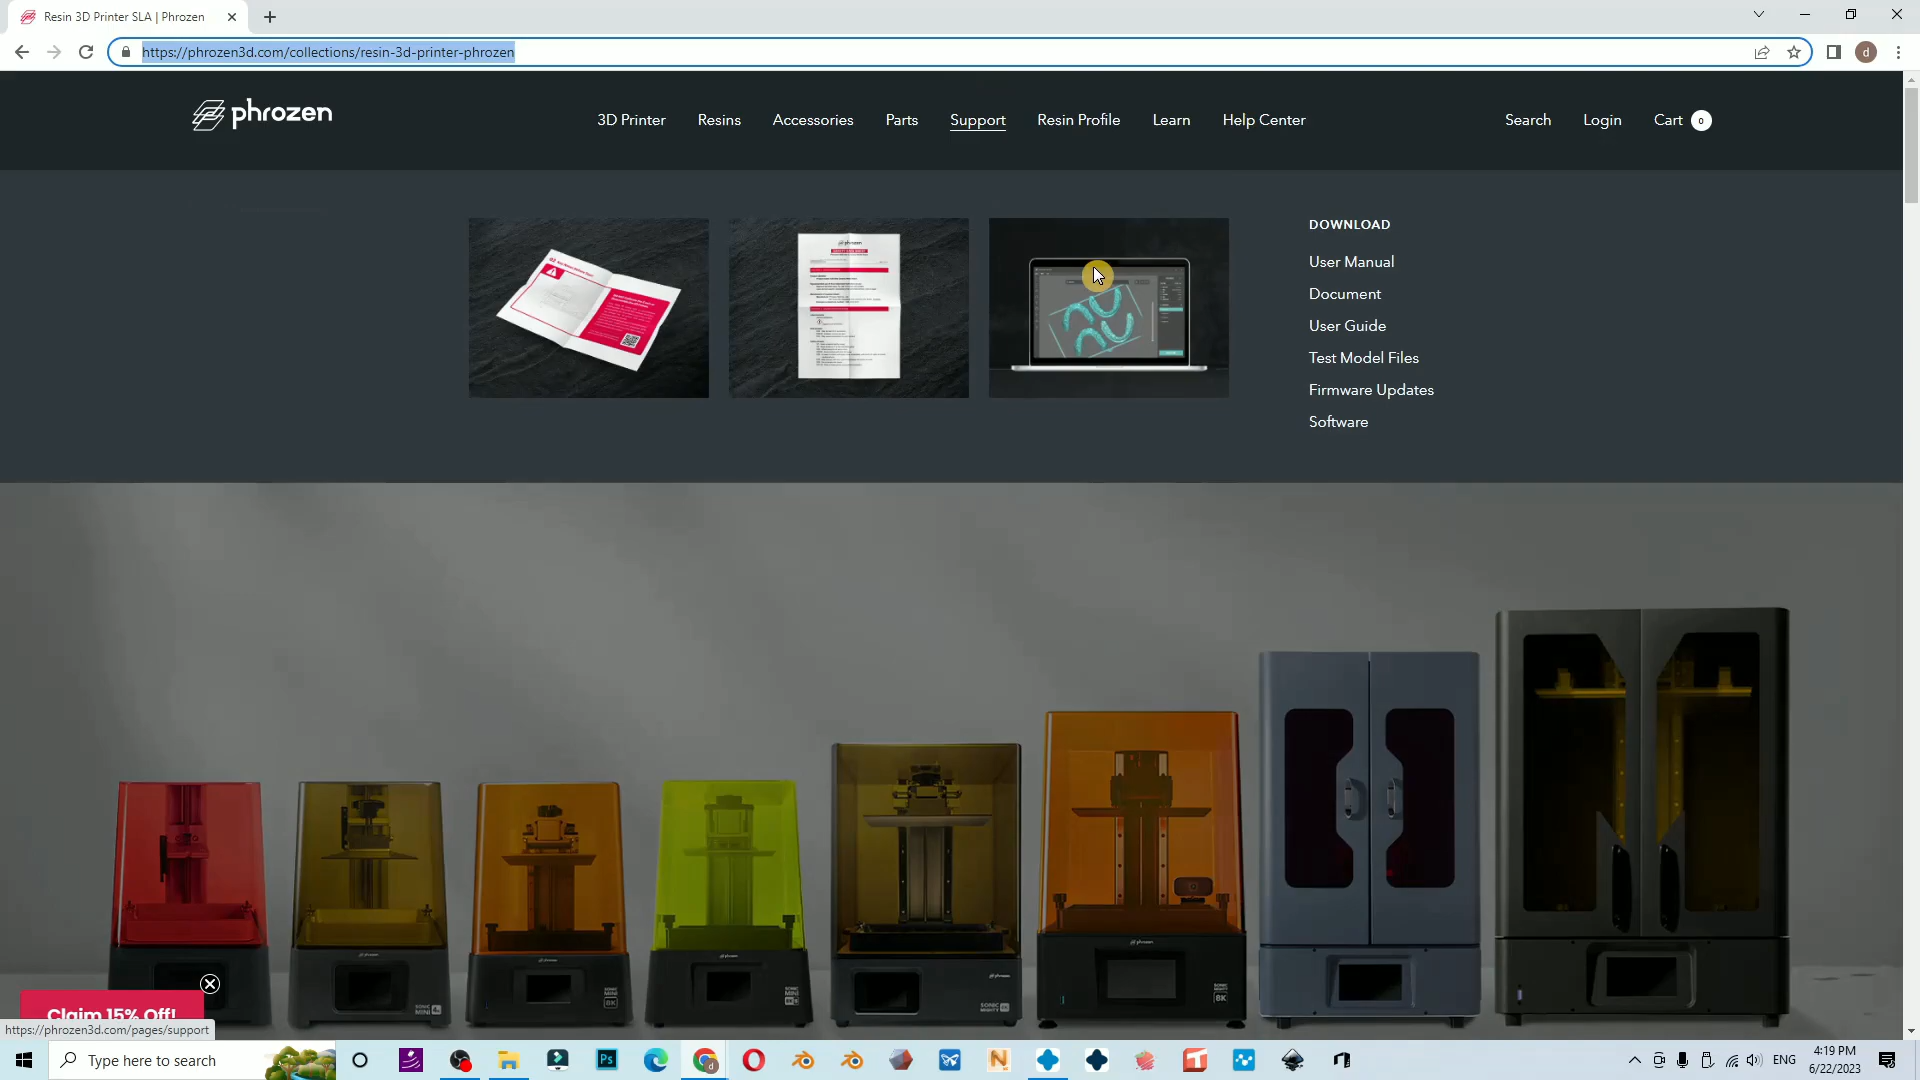 Resin 3D Printer SLA | Phrozen
https://phrozen3d.com/collections/resin-3d-printer-phrozen
d
phrozen
3D Printer
Resins
Accessories
Parts
Support
Resin Profile
Learn
Help Center
Search
Login
Cart 0
DOWNLOAD
User Manual
Document
User Guide
Test Model Files
Firmware Updates
Software
Claim 15% Off!
https://phrozen3d.com/pages/support
Type here to search
Ps
ENG
4:19 PM
6/22/2023